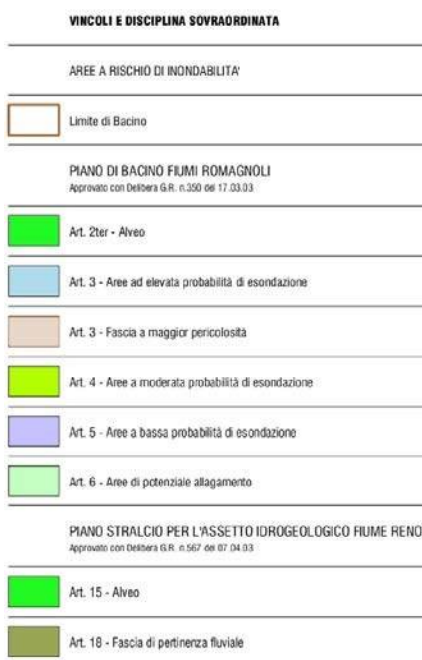 VINCOLI E DISCIPLINA SOVRAORDINATA
AREE A RISCHIO DI INONDABILITA'
Limite di Bacino
PIANO DI BACINO FIUMI ROMAGNOLI
Approvato con Delibera G.R. n.350 del 17.03.03
Art. 2ter - Alveo
Art. 3 - Aree ad elevata probabilità di esondazione
Art. 3 - Fascia a maggior pericolosità
Art. 4 - Aree a moderata probabilità di esondazione
Art. 5 - Aree a bassa probabilità di esondazione
Art. 6 - Aree di potenziale allagamento
PIANO STRALCIO PER L'ASSETTO IDROGEOLOGICO FIUME RENO
Approvato con Delibera G.R. n.567 del 07.04.03
Art. 15 - Alveo
Art. 18 - Fascia di pertinenza fluviale